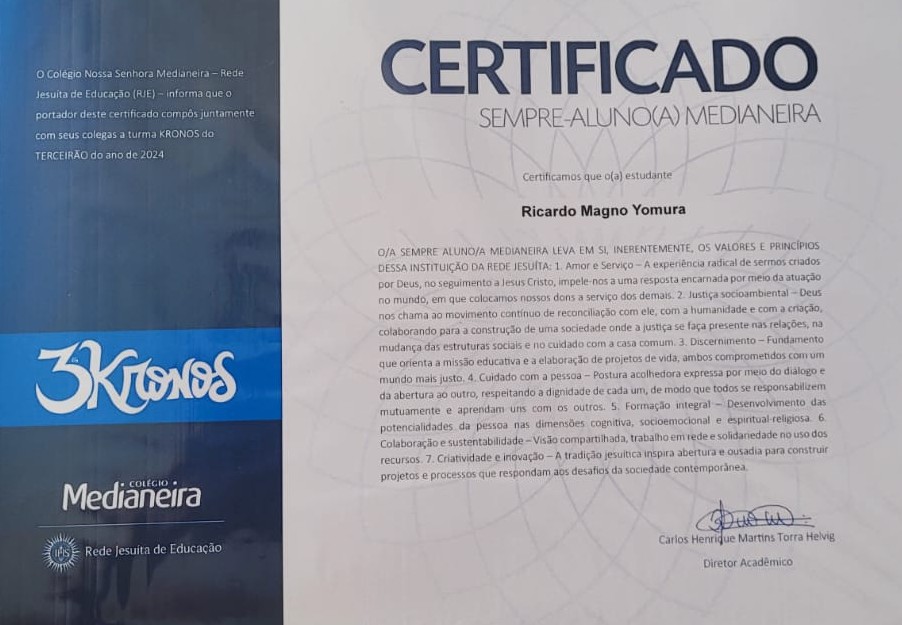 O Colégio Nossa Senhora Medianeira – Rede
Jesuíta de Educação (RJE) – informa que o
portador deste certificado compôs juntamente
com seus colegas a turma KRONOS do
TERCEIRÃO do ano de 2024
3ão Kronos
COLÉGIO
Medianeira
IHS
Rede Jesuíta de Educação
CERTIFICADO
SEMPRE-ALUNO(A) MEDIANEIRA
Certificamos que o(a) estudante
Ricardo Magno Yomura
O/A SEMPRE ALUNO/A MEDIANEIRA LEVA EM SI, INERENTEMENTE, OS VALORES E PRINCÍPIOS
DESSA INSTITUIÇÃO DA REDE JESUÍTA: 1. Amor e Serviço – A experiência radical de sermos criados
por Deus, no seguimento a Jesus Cristo, impele-nos a uma resposta encarnada por meio da atuação
no mundo, em que colocamos nossos dons a serviço dos demais. 2. Justiça socioambiental – Deus
nos chama ao movimento contínuo de reconciliação com ele, com a humanidade e com a criação,
colaborando para a construção de uma sociedade onde a justiça se faça presente nas relações, na
mudança das estruturas sociais e no cuidado com a casa comum. 3. Discernimento – Fundamento
que orienta a missão educativa e a elaboração de projetos de vida, ambos comprometidos com um
mundo mais justo. 4. Cuidado com a pessoa – Postura acolhedora expressa por meio do diálogo e
da abertura ao outro, respeitando a dignidade de cada um, de modo que todos se responsabilizem
mutuamente e aprendam uns com os outros. 5. Formação integral – Desenvolvimento das
potencialidades da pessoa nas dimensões cognitiva, socioemocional e espiritual-religiosa. 6.
Colaboração e sustentabilidade – Visão compartilhada, trabalho em rede e solidariedade no uso dos
recursos. 7. Criatividade e inovação – A tradição jesuítica inspira abertura e ousadia para construir
projetos e processos que respondam aos desafios da sociedade contemporânea.
Carlos Henrique Martins Torra Helvig
Diretor Acadêmico